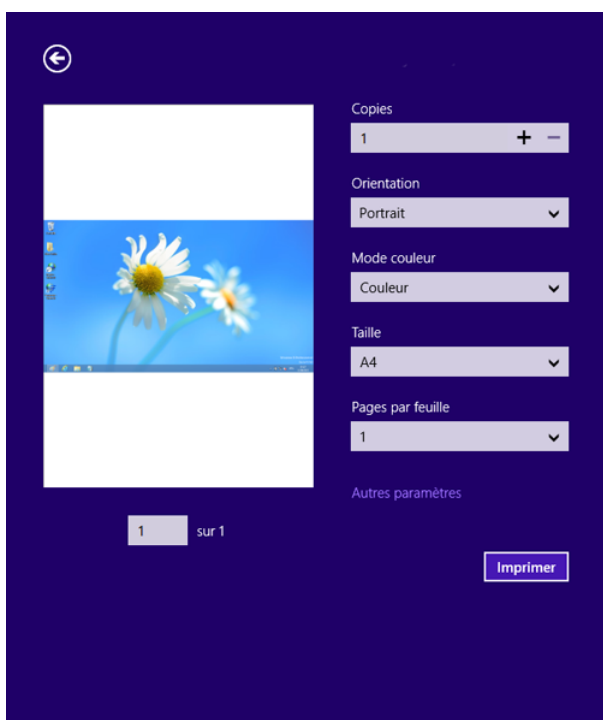 Copies
1
Orientation
Portrait
Mode couleur
Couleur
Taille
A4
Pages par feuille
1
Autres paramètres
1 sur 1
Imprimer